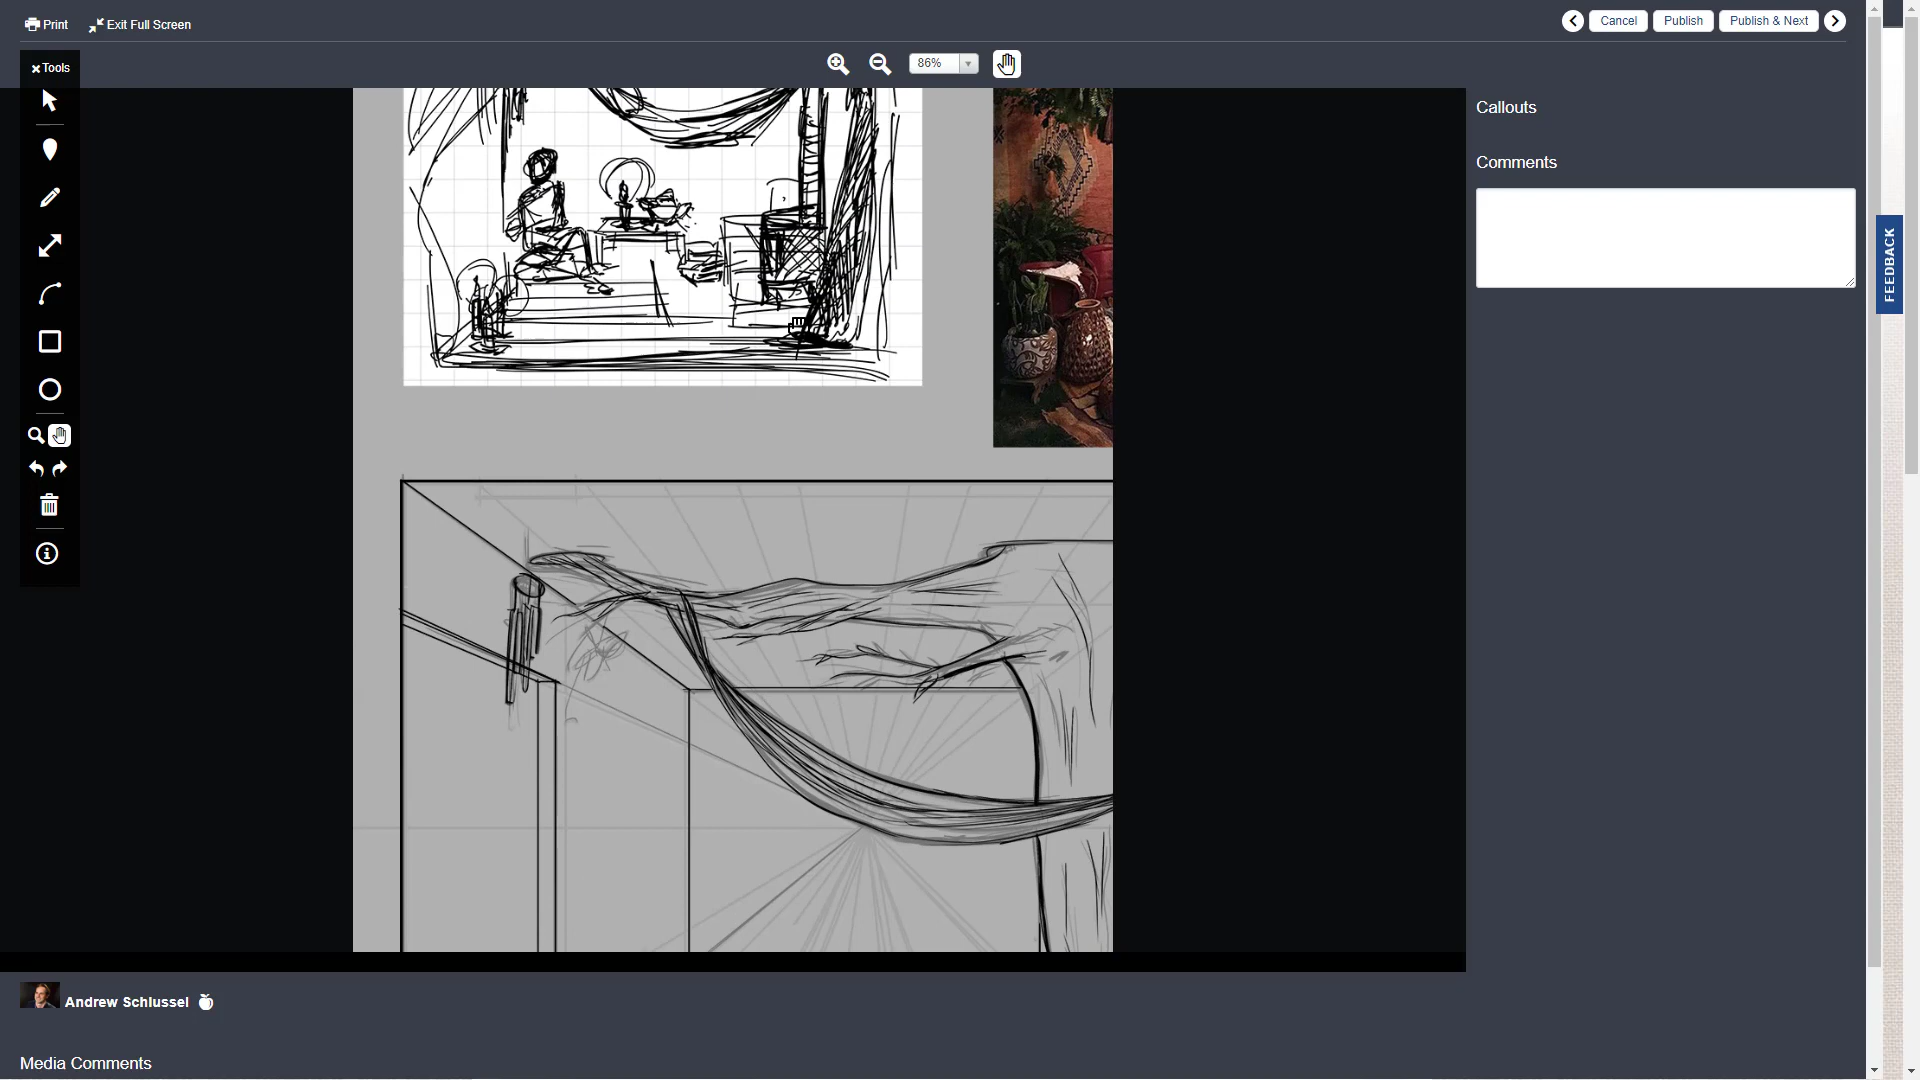 Print
Exit Full Screen
Cancel
Publish
Publish & Next
Tools
86%
Callouts
Comments
FEEDBACK
Andrew Schlussel
Media Comments